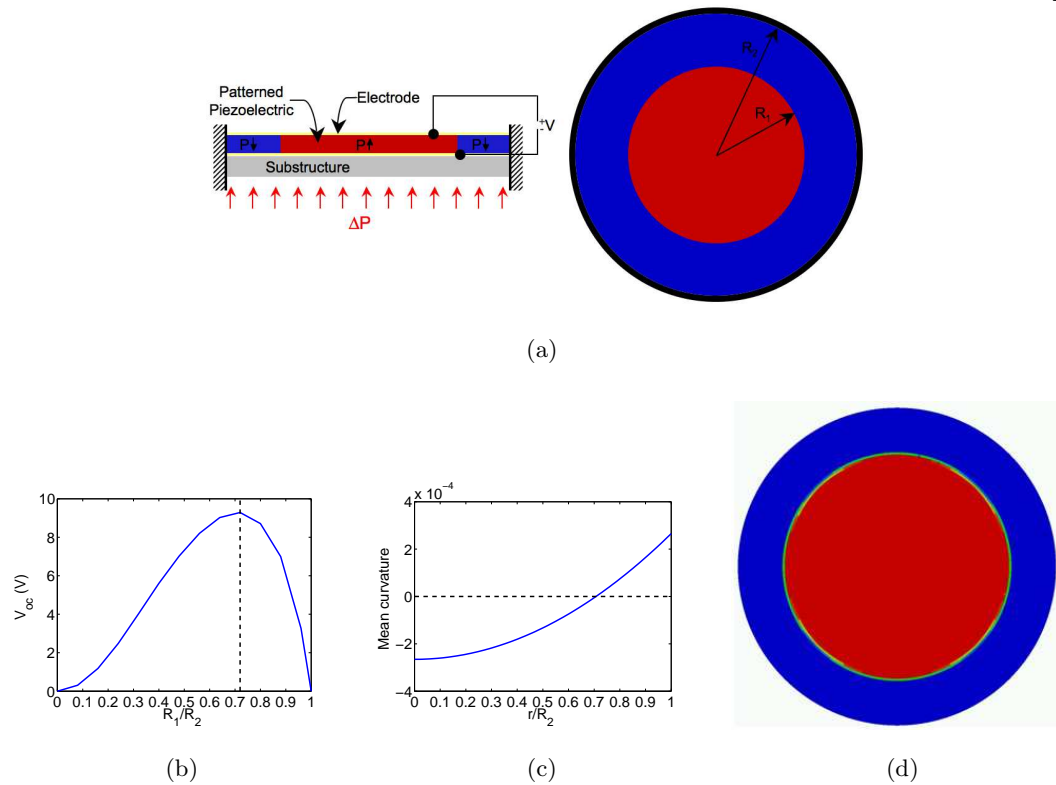 Patterned
Piezoelectric
Electrode
+
-V
P↓
P↑
P↓
Substructure
ΔP
R₂
R₁
(a)
V_oc (V)
10
8
6
4
2
0
0 0.1 0.2 0.3 0.4 0.5 0.6 0.7 0.8 0.9 1
R₁/R₂
(b)
x 10⁻⁴
Mean curvature
4
2
0
−2
−4
0 0.1 0.2 0.3 0.4 0.5 0.6 0.7 0.8 0.9 1
r/R₂
(c)
(d)